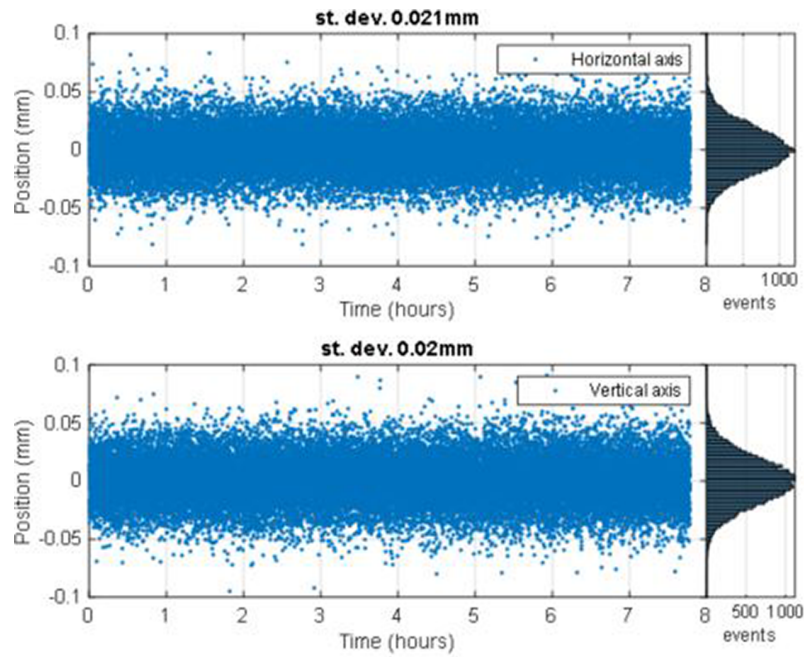 st. dev. 0.021mm
0.1
Horizontal axis
0.05
0
-0.05
-0.1
Position (mm)
0 1 2 3 4 5 6 7 8
1000
Time (hours)
events
st. dev. 0.02mm
0.1
Vertical axis
0.05
0
-0.05
-0.1
Position (mm)
0 1 2 3 4 5 6 7 8
500 1000
Time (hours)
events